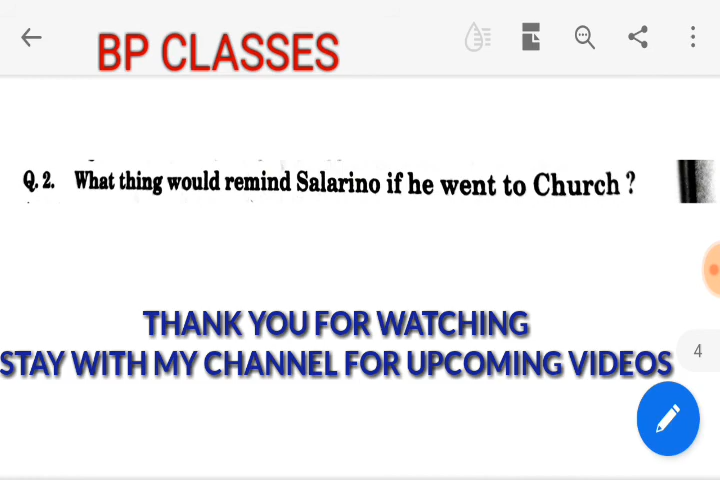 BP CLASSES
Q. 2. What thing would remind Salarino if he went to Church ?
THANK YOU FOR WATCHING
STAY WITH MY CHANNEL FOR UPCOMING VIDEOS
4